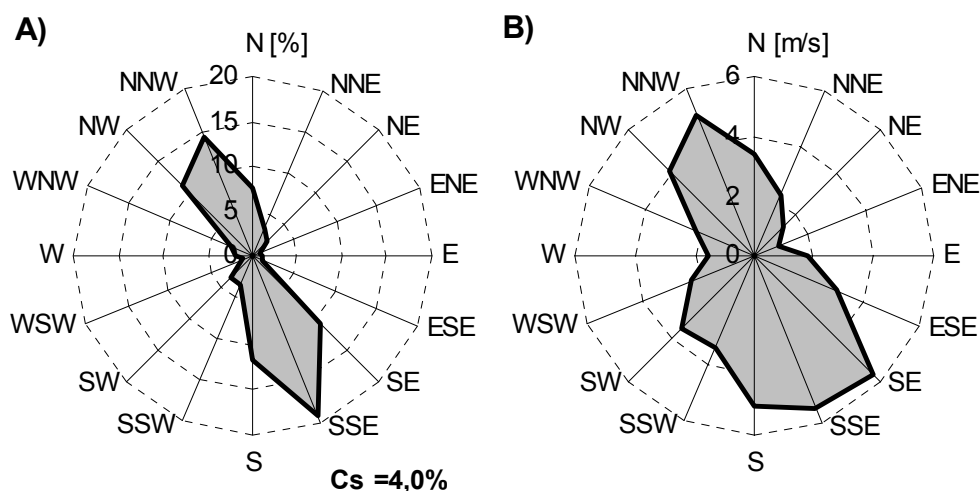 A)
N [%]
NNE
NE
ENE
E
ESE
SE
SSE
S
SSW
SW
WSW
W
WNW
NW
NNW
20
15
10
5
0
Cs =4,0%
B)
N [m/s]
NNE
NE
ENE
E
ESE
SE
SSE
S
SSW
SW
WSW
W
WNW
NW
NNW
6
4
2
0